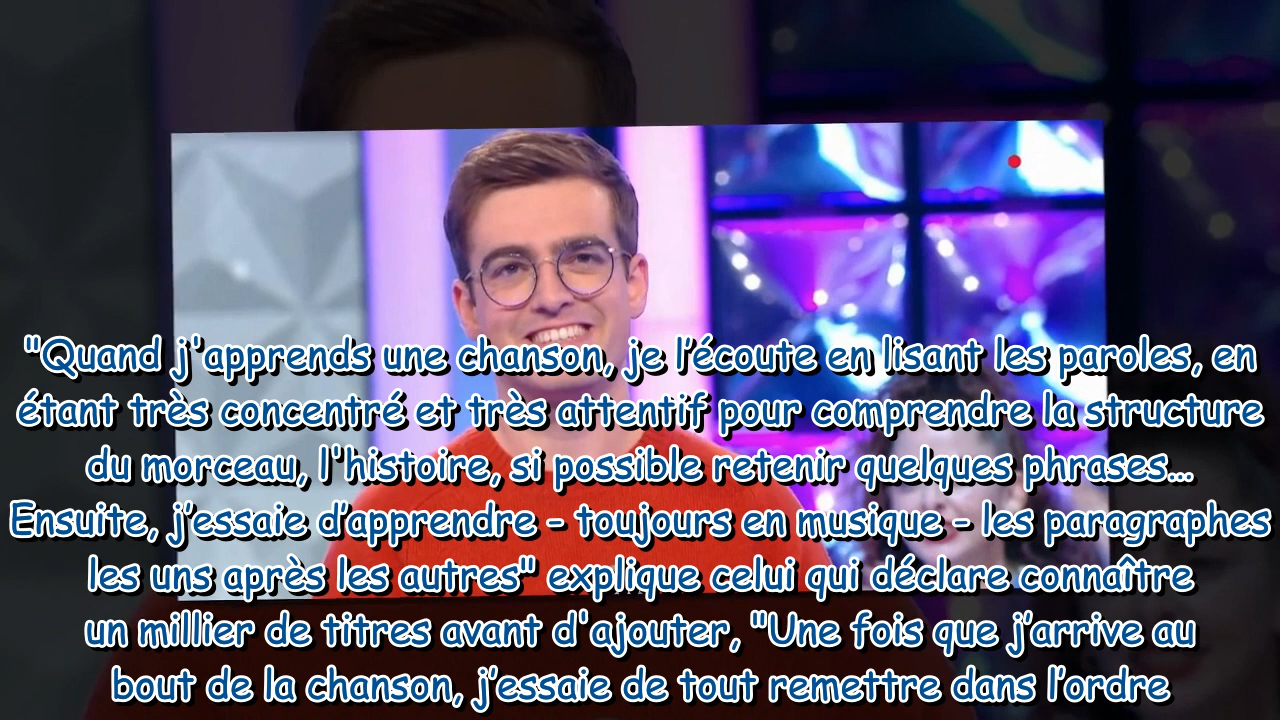 "Quand j'apprends une chanson, je l’écoute en lisant les paroles, en
étant très concentré et très attentif pour comprendre la structure
du morceau, l'histoire, si possible retenir quelques phrases...
Ensuite, j’essaie d’apprendre - toujours en musique - les paragraphes
les uns après les autres" explique celui qui déclare connaître
un millier de titres avant d'ajouter, "Une fois que j’arrive au
bout de la chanson, j’essaie de tout remettre dans l’ordre